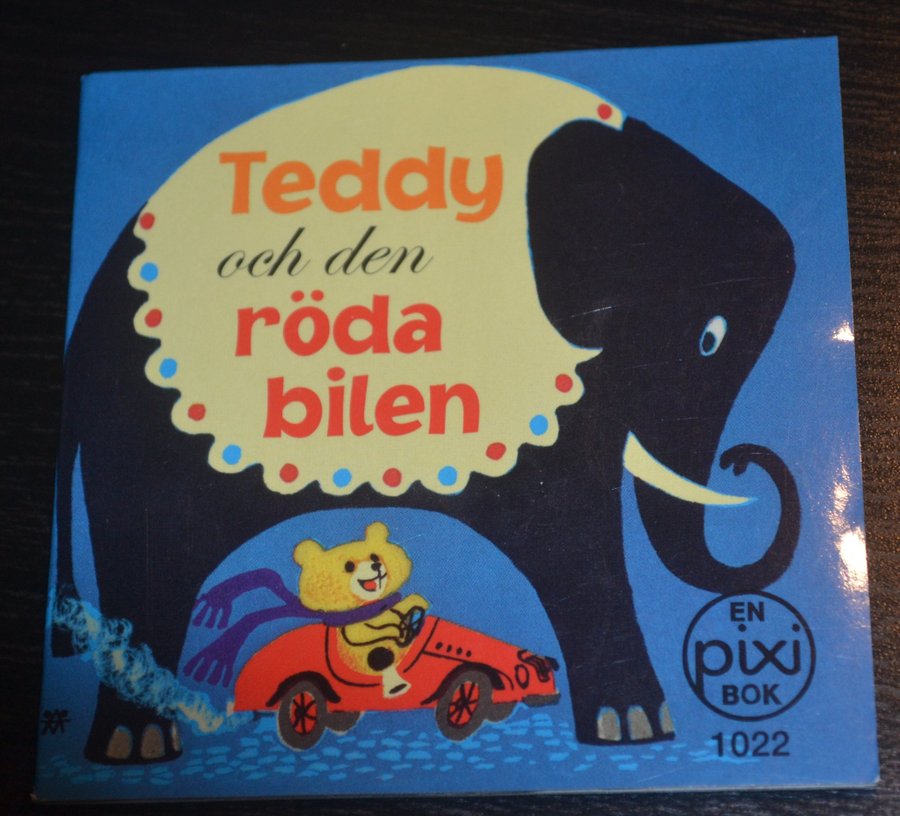 Teddy
och den
röda
bilen
EN
pixi
BOK
1022